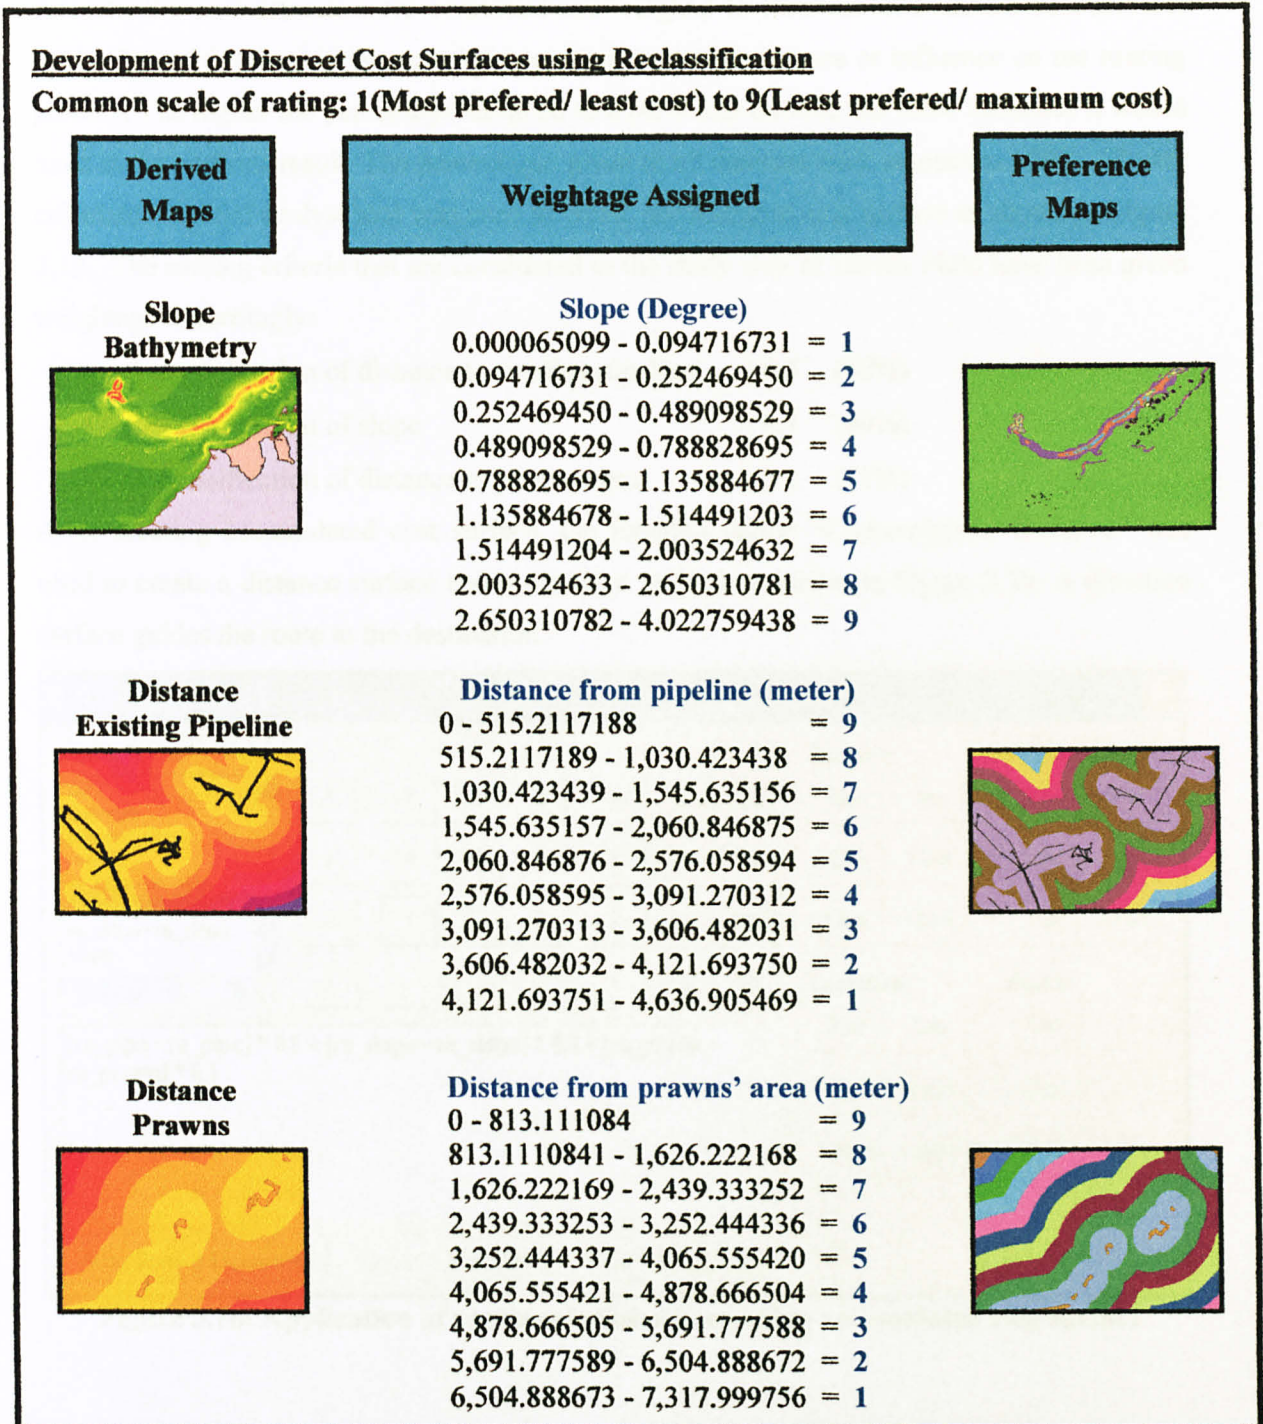 Development of Discreet Cost Surfaces using Reclassification
Common scale of rating: 1(Most prefered/ least cost) to 9(Least prefered/ maximum cost)
Derived
Maps
Weightage Assigned
Preference
Maps
Slope
Bathymetry
Slope (Degree)
0.000065099 - 0.094716731 = 1
0.094716731 - 0.252469450 = 2
0.252469450 - 0.489098529 = 3
0.489098529 - 0.788828695 = 4
0.788828695 - 1.135884677 = 5
1.135884678 - 1.514491203 = 6
1.514491204 - 2.003524632 = 7
2.003524633 - 2.650310781 = 8
2.650310782 - 4.022759438 = 9
Distance
Existing Pipeline
Distance from pipeline (meter)
0 - 515.2117188 = 9
515.2117189 - 1,030.423438 = 8
1,030.423439 - 1,545.635156 = 7
1,545.635157 - 2,060.846875 = 6
2,060.846876 - 2,576.058594 = 5
2,576.058595 - 3,091.270312 = 4
3,091.270313 - 3,606.482031 = 3
3,606.482032 - 4,121.693750 = 2
4,121.693751 - 4,636.905469 = 1
Distance
Prawns
Distance from prawns' area (meter)
0 - 813.111084 = 9
813.1110841 - 1,626.222168 = 8
1,626.222169 - 2,439.333252 = 7
2,439.333253 - 3,252.444336 = 6
3,252.444337 - 4,065.555420 = 5
4,065.555421 - 4,878.666504 = 4
4,878.666505 - 5,691.777588 = 3
5,691.777589 - 6,504.888672 = 2
6,504.888673 - 7,317.999756 = 1